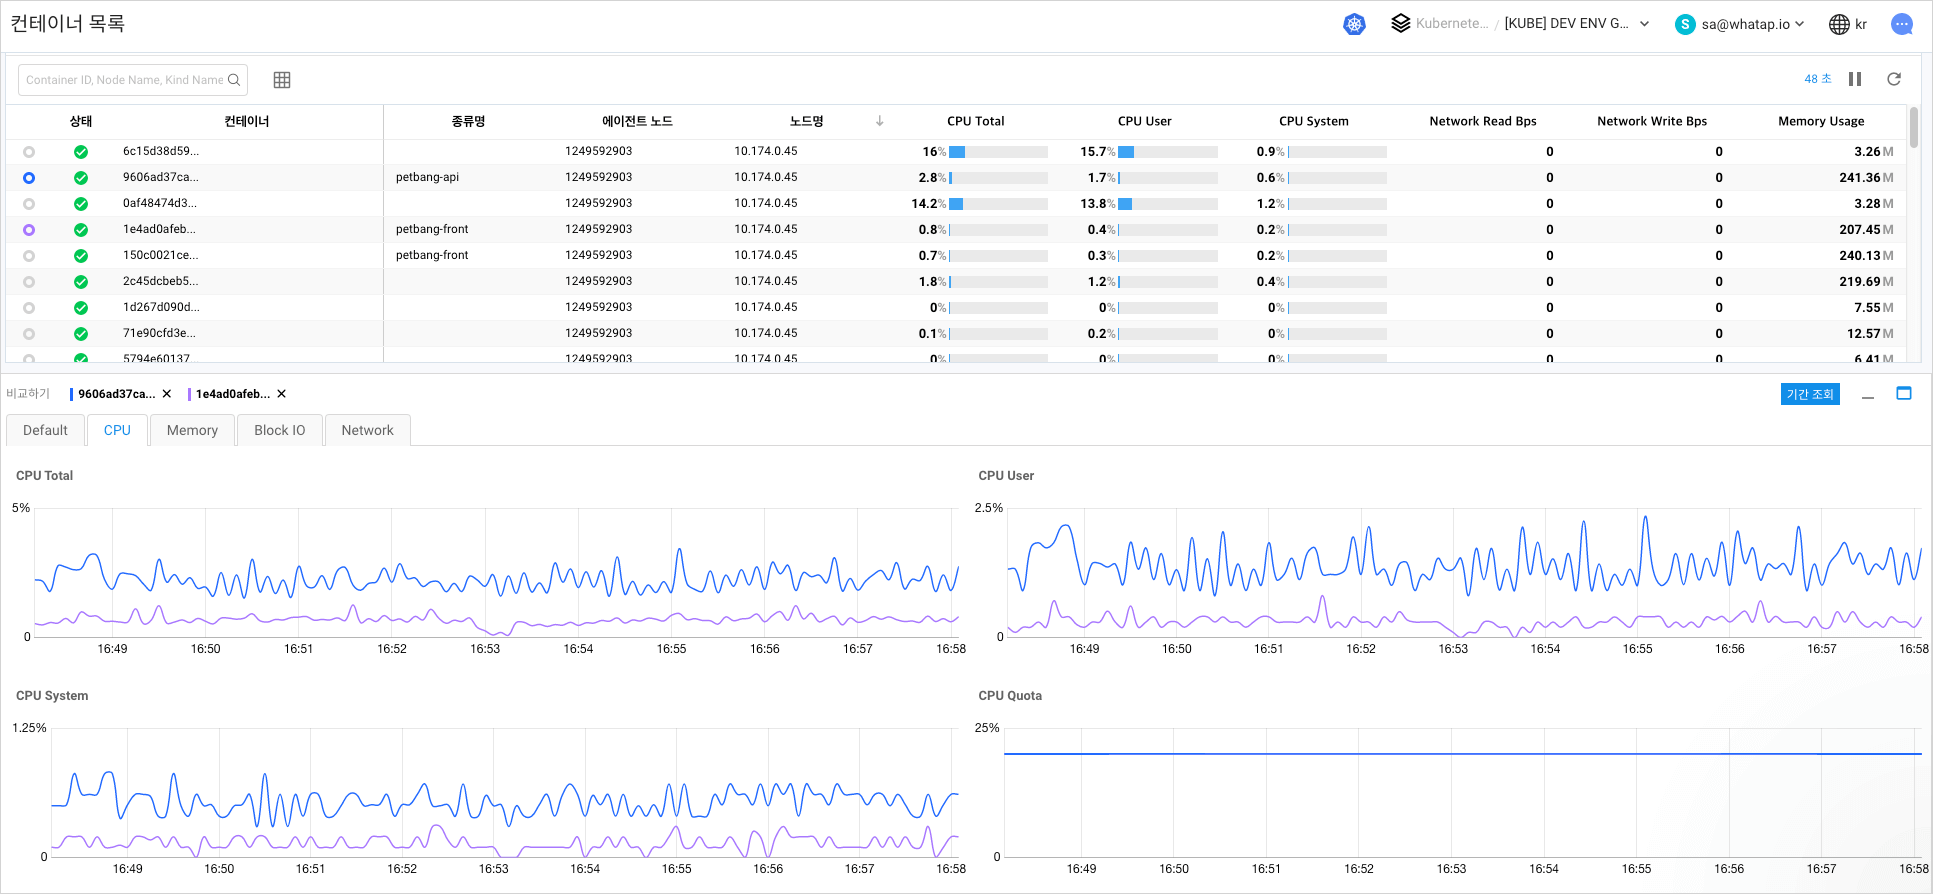 컨테이너 목록
Kubernete... / [KUBE] DEV ENV G...
S sa@whatap.io
kr
Container ID, Node Name, Kind Name
48 초
상태 컨테이너 종류명 에이전트 노드 노드명 ↓ CPU Total CPU User CPU System Network Read Bps Network Write Bps Memory Usage
6c15d38d59... 1249592903 10.174.0.45 16% 15.7% 0.9% 0 0 3.26 M
9606ad37ca... petbang-api 1249592903 10.174.0.45 2.8% 1.7% 0.6% 0 0 241.36 M
0af48474d3... 1249592903 10.174.0.45 14.2% 13.8% 1.2% 0 0 3.28 M
1e4ad0afeb... petbang-front 1249592903 10.174.0.45 0.8% 0.4% 0.2% 0 0 207.45 M
150c0021ce... petbang-front 1249592903 10.174.0.45 0.7% 0.3% 0.2% 0 0 240.13 M
2c45dcbeb5... 1249592903 10.174.0.45 1.8% 1.2% 0.4% 0 0 219.69 M
1d267d090d... 1249592903 10.174.0.45 0% 0% 0% 0 0 7.55 M
71e90cfd3e... 1249592903 10.174.0.45 0.1% 0.2% 0% 0 0 12.57 M
5794e60137... 1249592903 10.174.0.45 0% 0% 0% 0 0 6.41 M
비교하기 9606ad37ca... × 1e4ad0afeb... ×
기간 조회
Default CPU Memory Block IO Network
CPU Total
5%
0
16:49 16:50 16:51 16:52 16:53 16:54 16:55 16:56 16:57 16:58
CPU User
2.5%
0
16:49 16:50 16:51 16:52 16:53 16:54 16:55 16:56 16:57 16:58
CPU System
1.25%
0
16:49 16:50 16:51 16:52 16:53 16:54 16:55 16:56 16:57 16:58
CPU Quota
25%
0
16:49 16:50 16:51 16:52 16:53 16:54 16:55 16:56 16:57 16:58